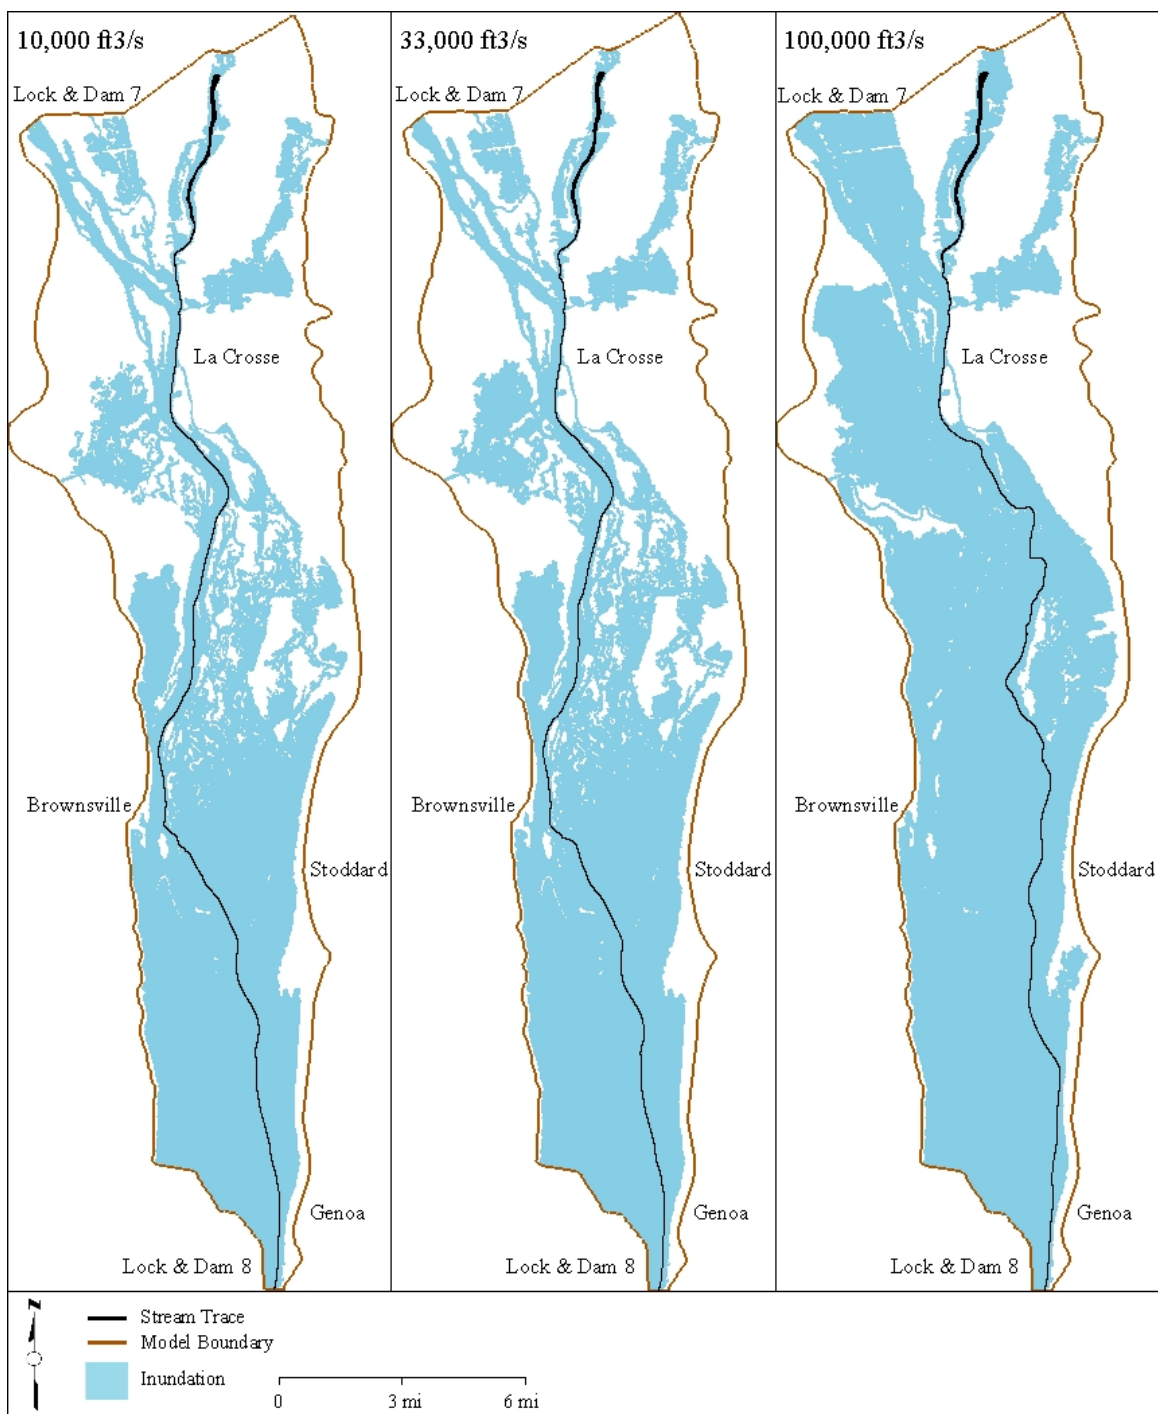 10,000 ft3/s
33,000 ft3/s
100,000 ft3/s
Lock & Dam 7
Lock & Dam 7
Lock & Dam 7
La Crosse
La Crosse
La Crosse
Brownsville
Brownsville
Brownsville
Stoddard
Stoddard
Stoddard
Genoa
Genoa
Genoa
Lock & Dam 8
Lock & Dam 8
Lock & Dam 8
N
Stream Trace
Model Boundary
Inundation
0 3 mi 6 mi